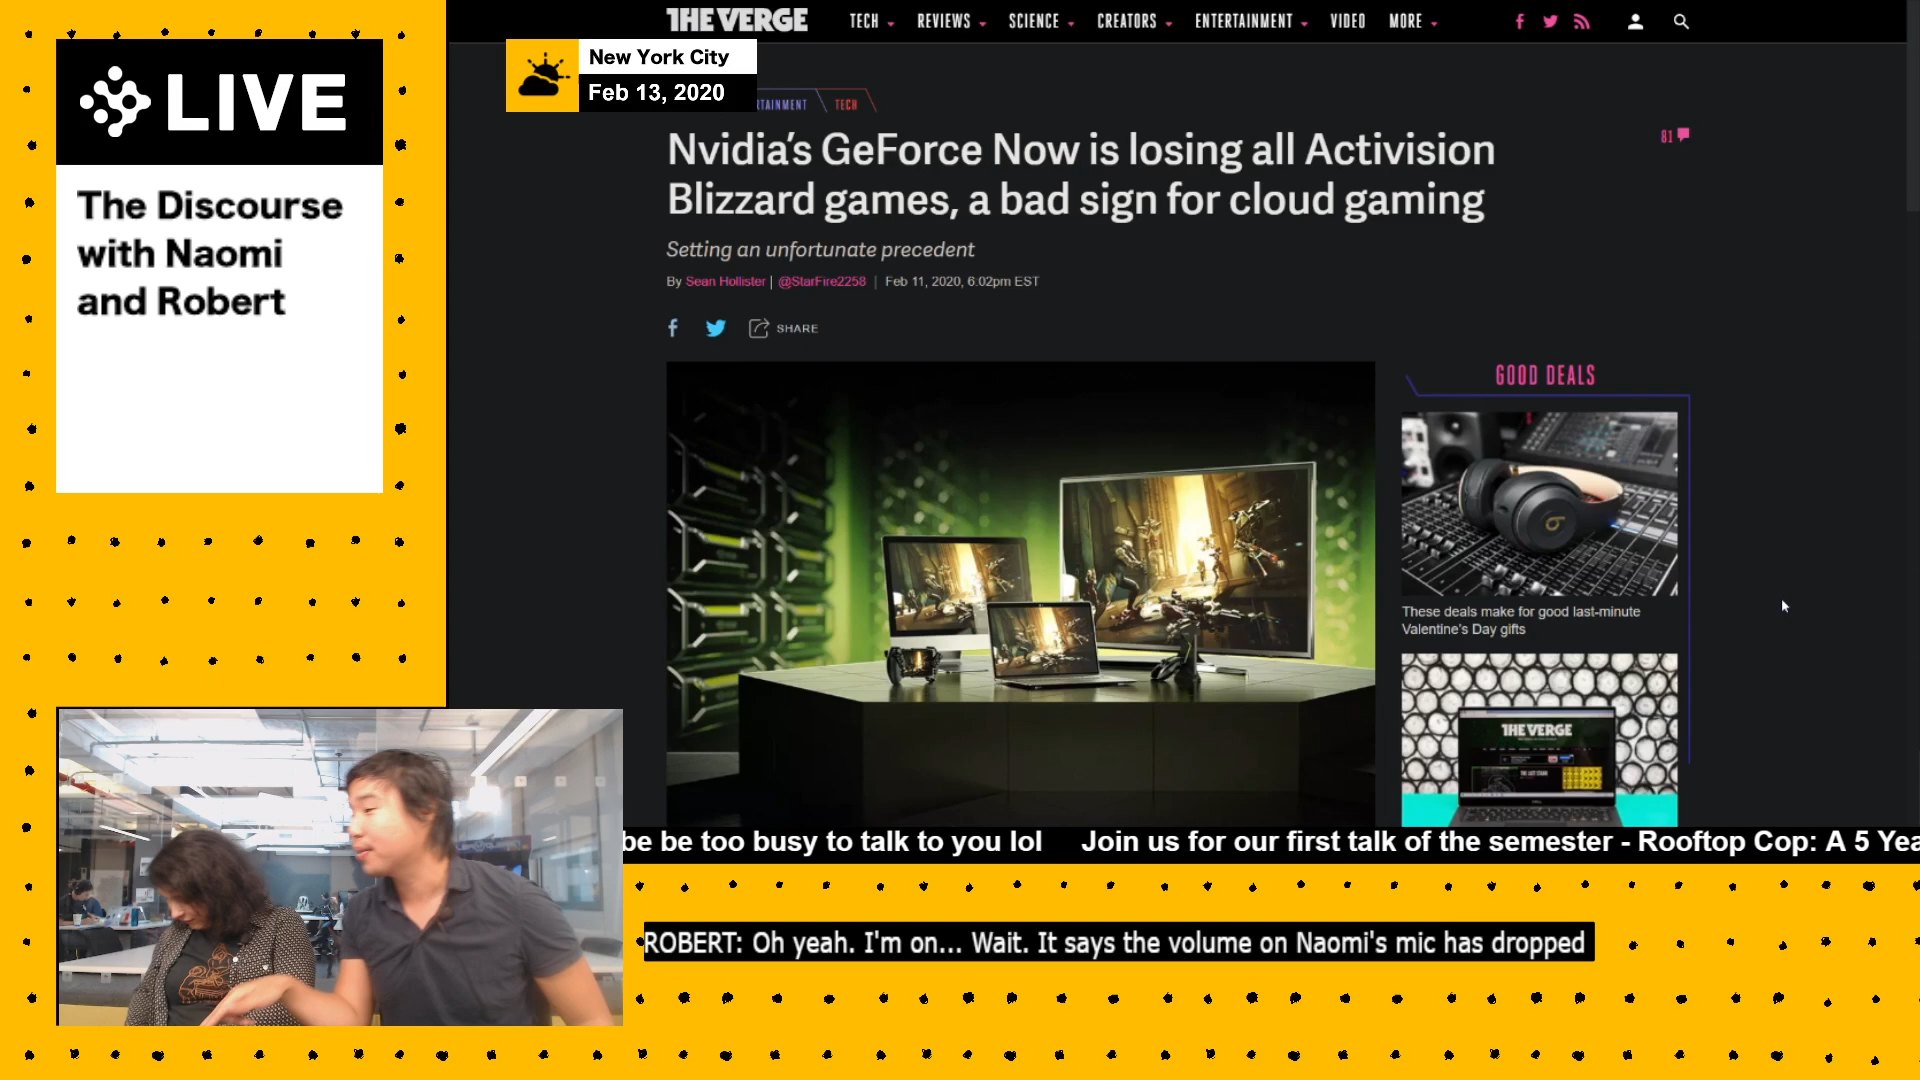 LIVE
The Discourse
with Naomi
and Robert
THE VERGE
TECH
REVIEWS
SCIENCE
CREATORS
ENTERTAINMENT
VIDEO
MORE
New York City
Feb 13, 2020
RTAINMENT
TECH
Nvidia's GeForce Now is losing all Activision
Blizzard games, a bad sign for cloud gaming
81
Setting an unfortunate precedent
By Sean Hollister | @StarFire2258 | Feb 11, 2020, 6:02pm EST
SHARE
GOOD DEALS
These deals make for good last-minute
Valentine's Day gifts
THE VERGE
be be too busy to talk to you lol Join us for our first talk of the semester - Rooftop Cop: A 5 Yea
ROBERT: Oh yeah. I'm on... Wait. It says the volume on Naomi's mic has dropped